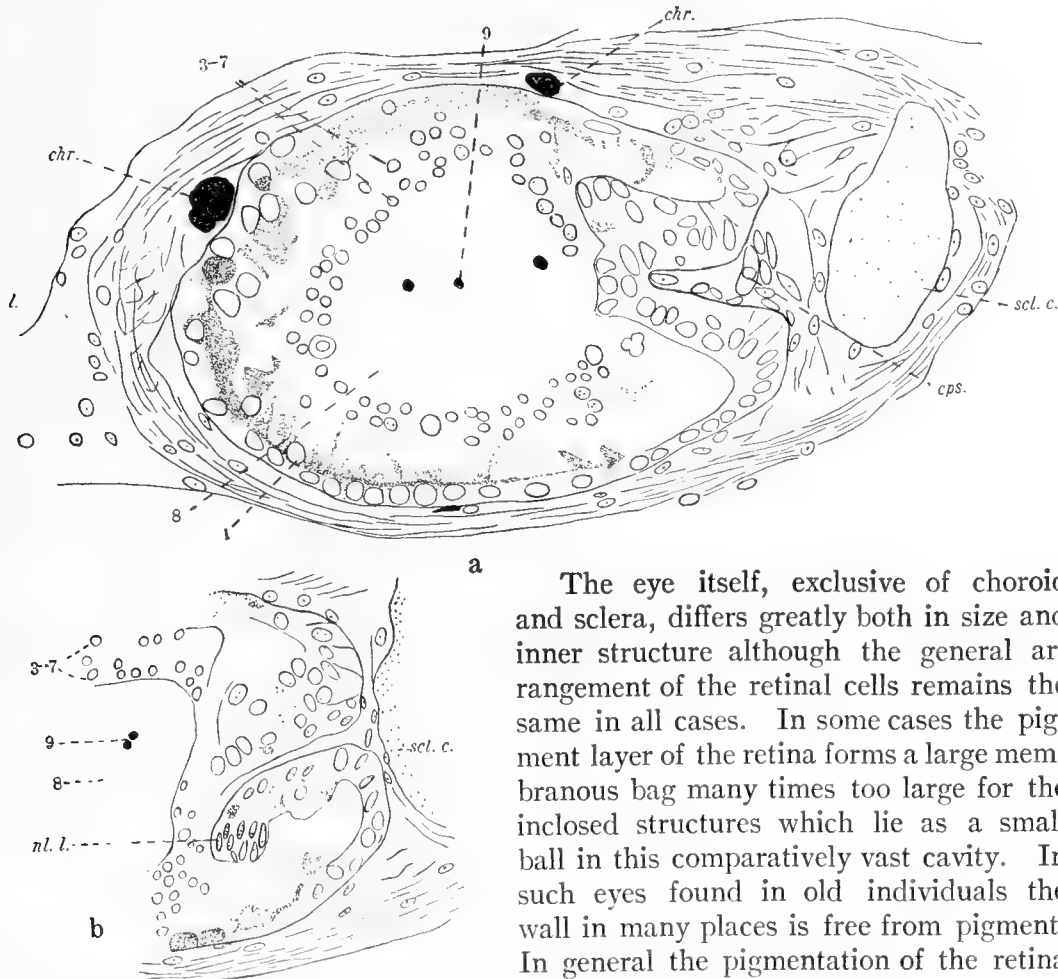 9
chr.
3-7
chr.
l.
scl. c.
cps.
8
1
a
3-7
9
8
scl. c.
nl. l.
b
The eye itself, exclusive of choroid
and sclera, differs greatly both in size and
inner structure although the general ar
rangement of the retinal cells remains the
same in all cases. In some cases the pig
ment layer of the retina forms a large mem
branous bag many times too large for the
inclosed structures which lie as a small
ball in this comparatively vast cavity. In
such eyes found in old individuals the
wall in many places is free from pigment
In general the pigmentation of the retina